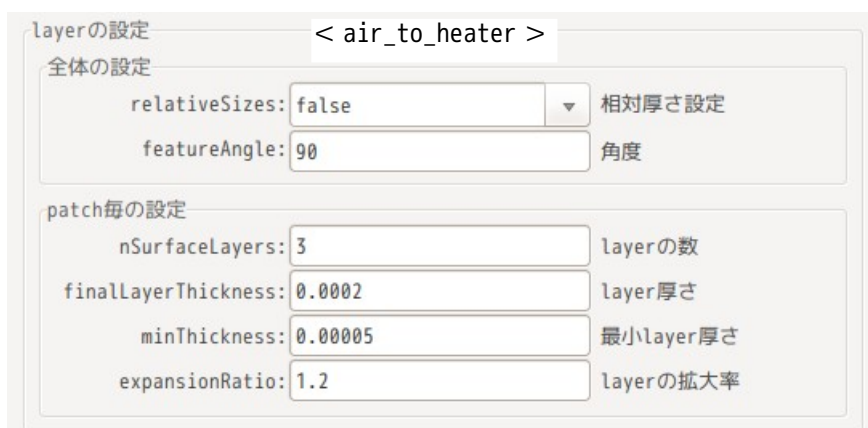 layerの設定 < air_to_heater >
全体の設定
relativeSizes: false 相対厚さ設定
featureAngle: 90 角度
patch毎の設定
nSurfaceLayers: 3 layerの数
finalLayerThickness: 0.0002 layer厚さ
minThickness: 0.00005 最小layer厚さ
expansionRatio: 1.2 layerの拡大率